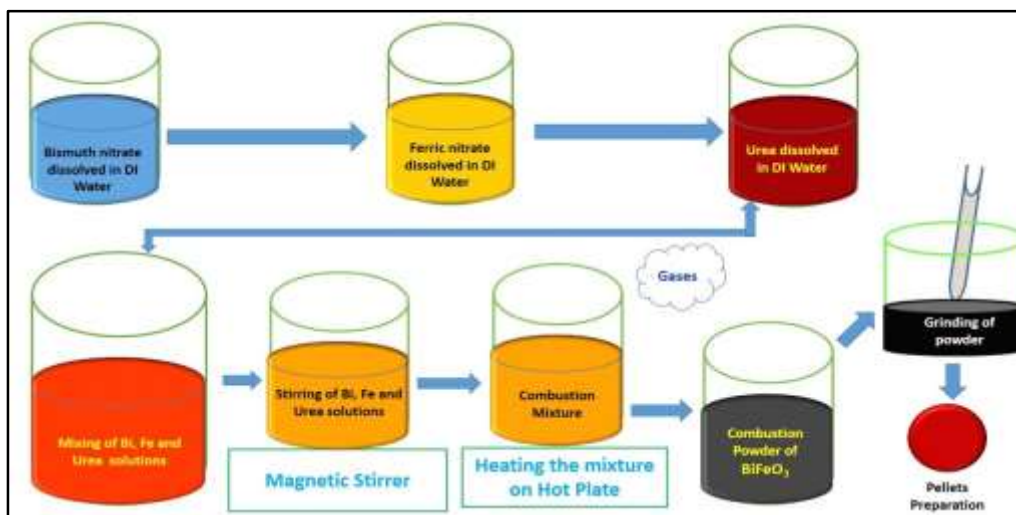 Bismuth nitrate
dissolved in DI
Water
Ferric nitrate
dissolved in DI
Water
Urea dissolved
in DI Water
Gases
Grinding of
powder
Mixing of Bi, Fe and
Urea solutions
Stirring of Bi, Fe and
Urea solutions
Combustion
Mixture
Combustion
Powder of
BiFeO₃
Magnetic Stirrer
Heating the mixture
on Hot Plate
Pellets
Preparation